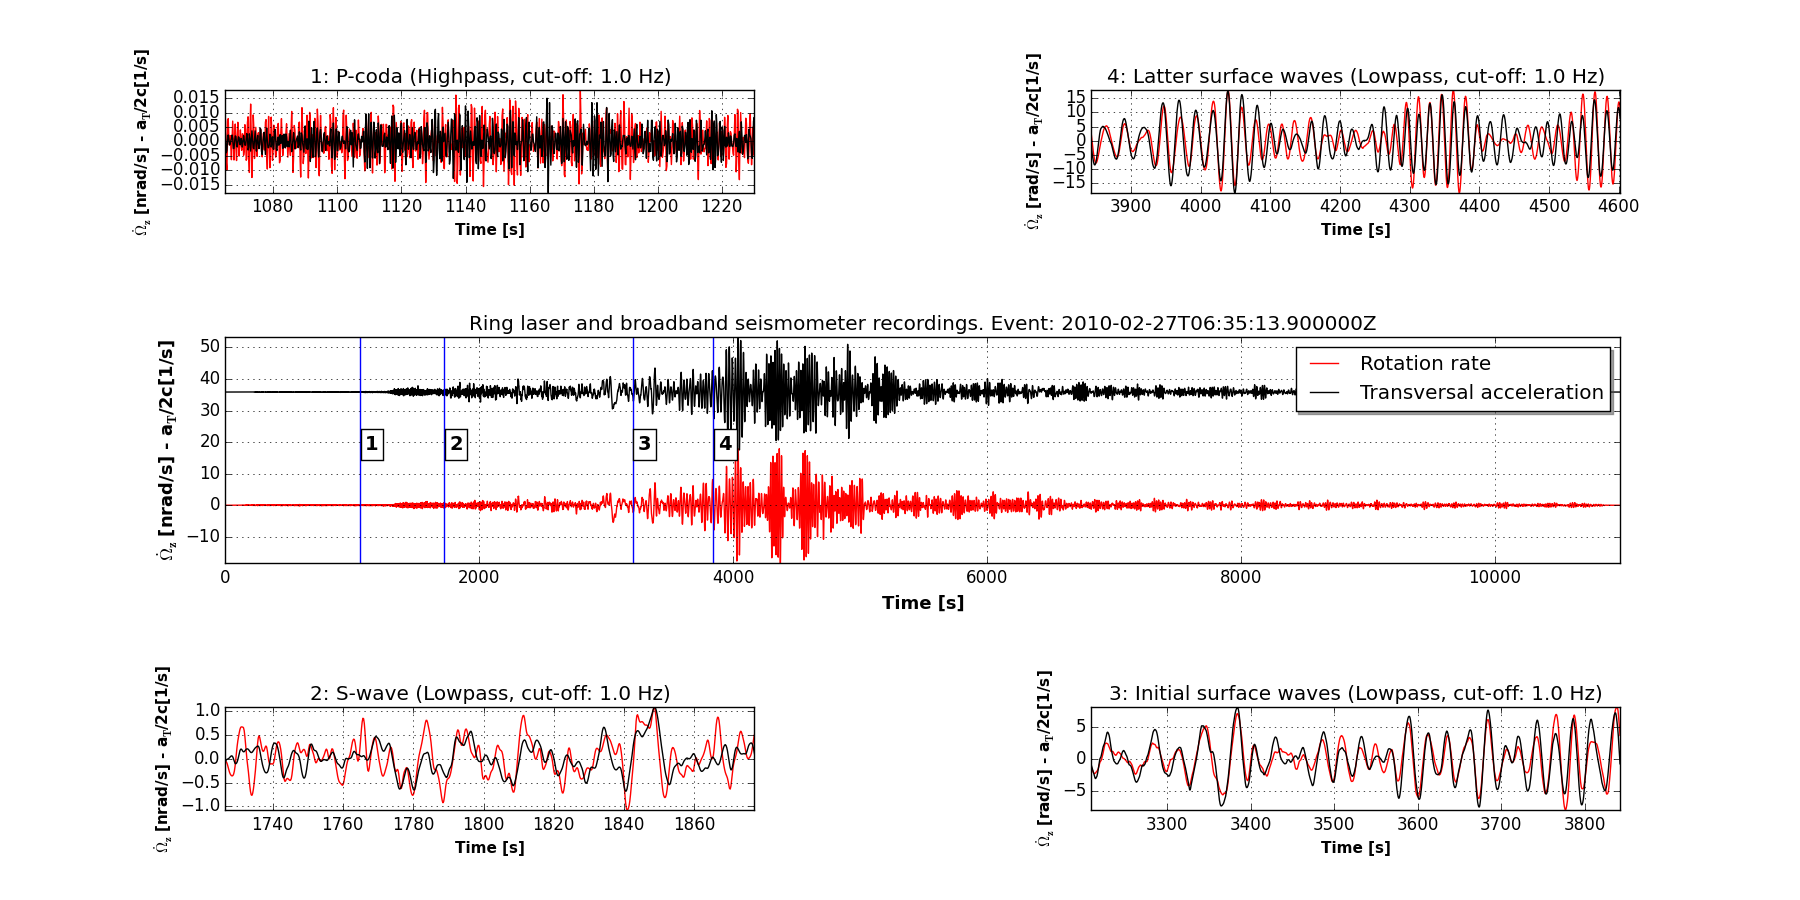 1: P-coda (Highpass, cut-off: 1.0 Hz)
Ω̇z [nrad/s] - aT/2c[1/s]
0.015
0.010
0.005
0.000
−0.005
−0.010
−0.015
1080 1100 1120 1140 1160 1180 1200 1220
Time [s]
4: Latter surface waves (Lowpass, cut-off: 1.0 Hz)
Ω̇z [rad/s] - aT/2c[1/s]
15
10
5
0
−5
−10
−15
3900 4000 4100 4200 4300 4400 4500 4600
Time [s]
Ring laser and broadband seismometer recordings. Event: 2010-02-27T06:35:13.900000Z
Ω̇z [nrad/s] - aT/2c[1/s]
50
40
30
20
10
0
−10
Rotation rate
Transversal acceleration
1 2 3 4
0 2000 4000 6000 8000 10000
Time [s]
2: S-wave (Lowpass, cut-off: 1.0 Hz)
Ω̇z [nrad/s] - aT/2c[1/s]
1.0
0.5
0.0
−0.5
−1.0
1740 1760 1780 1800 1820 1840 1860
Time [s]
3: Initial surface waves (Lowpass, cut-off: 1.0 Hz)
Ω̇z [rad/s] - aT/2c[1/s]
5
0
−5
3300 3400 3500 3600 3700 3800
Time [s]